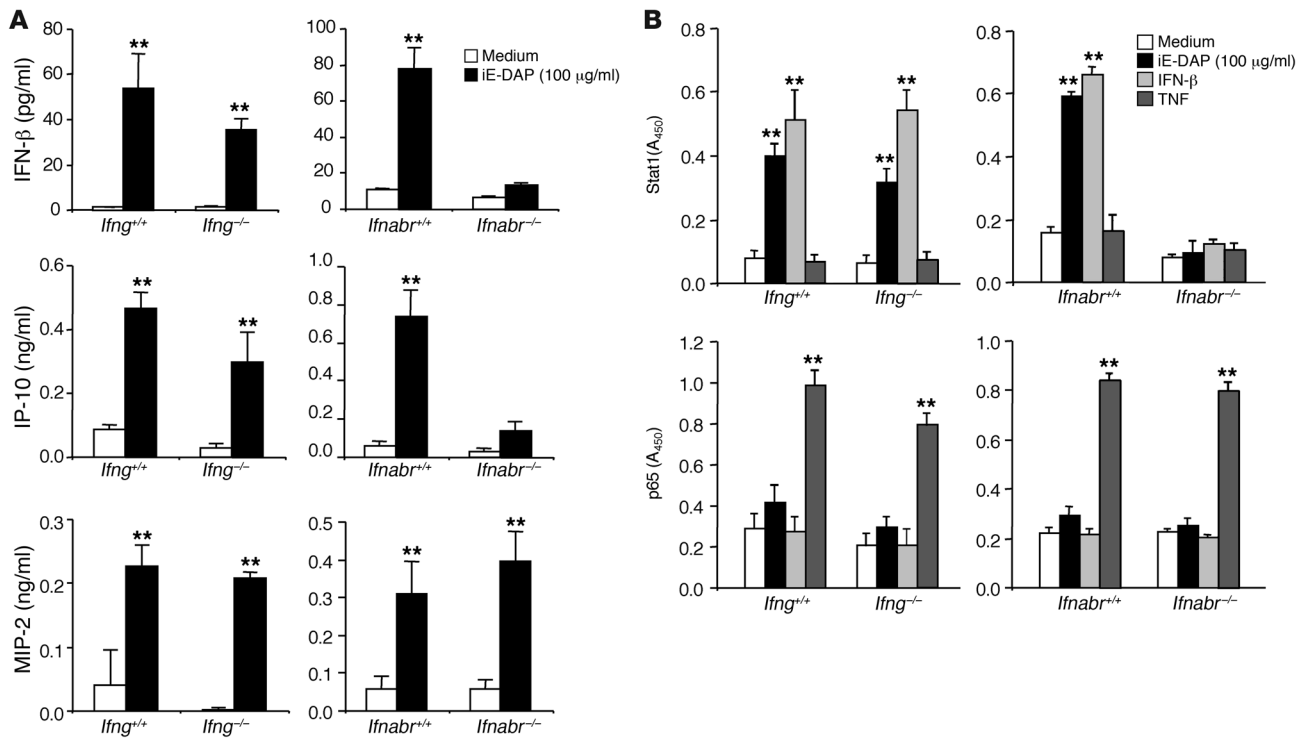 A
IFN-β (pg/ml)
80
60
40
20
0
**
**
Ifng+/+
Ifng−/−
100
80
60
40
20
0
**
Medium
iE-DAP (100 µg/ml)
Ifnabr+/+
Ifnabr−/−
IP-10 (ng/ml)
0.6
0.4
0.2
0.0
**
**
Ifng+/+
Ifng−/−
1.0
0.8
0.6
0.4
0.2
0.0
**
Ifnabr+/+
Ifnabr−/−
MIP-2 (ng/ml)
0.3
0.2
0.1
0.0
**
**
Ifng+/+
Ifng−/−
0.5
0.4
0.3
0.2
0.1
0.0
**
**
Ifnabr+/+
Ifnabr−/−
B
Stat1(A450)
0.8
0.6
0.4
0.2
0.0
**
**
**
**
Ifng+/+
Ifng−/−
0.8
0.6
0.4
0.2
0.0
**
**
Medium
iE-DAP (100 µg/ml)
IFN-β
TNF
Ifnabr+/+
Ifnabr−/−
p65 (A450)
1.2
1.0
0.8
0.6
0.4
0.2
0.0
**
**
Ifng+/+
Ifng−/−
1.0
0.8
0.6
0.4
0.2
0.0
**
**
Ifnabr+/+
Ifnabr−/−